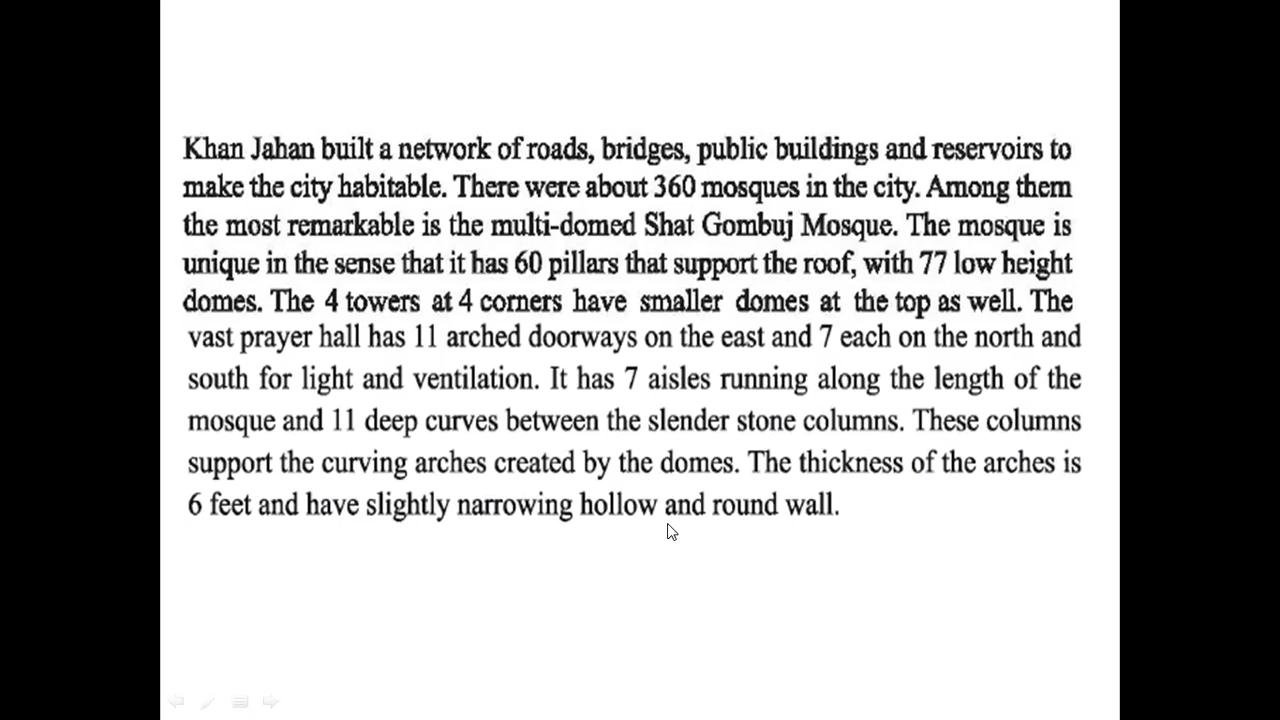 Khan Jahan built a network of roads, bridges, public buildings and reservoirs to
make the city habitable. There were about 360 mosques in the city. Among them
the most remarkable is the multi-domed Shat Gombuj Mosque. The mosque is
unique in the sense that it has 60 pillars that support the roof, with 77 low height
domes. The 4 towers at 4 corners have smaller domes at the top as well. The
vast prayer hall has 11 arched doorways on the east and 7 each on the north and
south for light and ventilation. It has 7 aisles running along the length of the
mosque and 11 deep curves between the slender stone columns. These columns
support the curving arches created by the domes. The thickness of the arches is
6 feet and have slightly narrowing hollow and round wall.